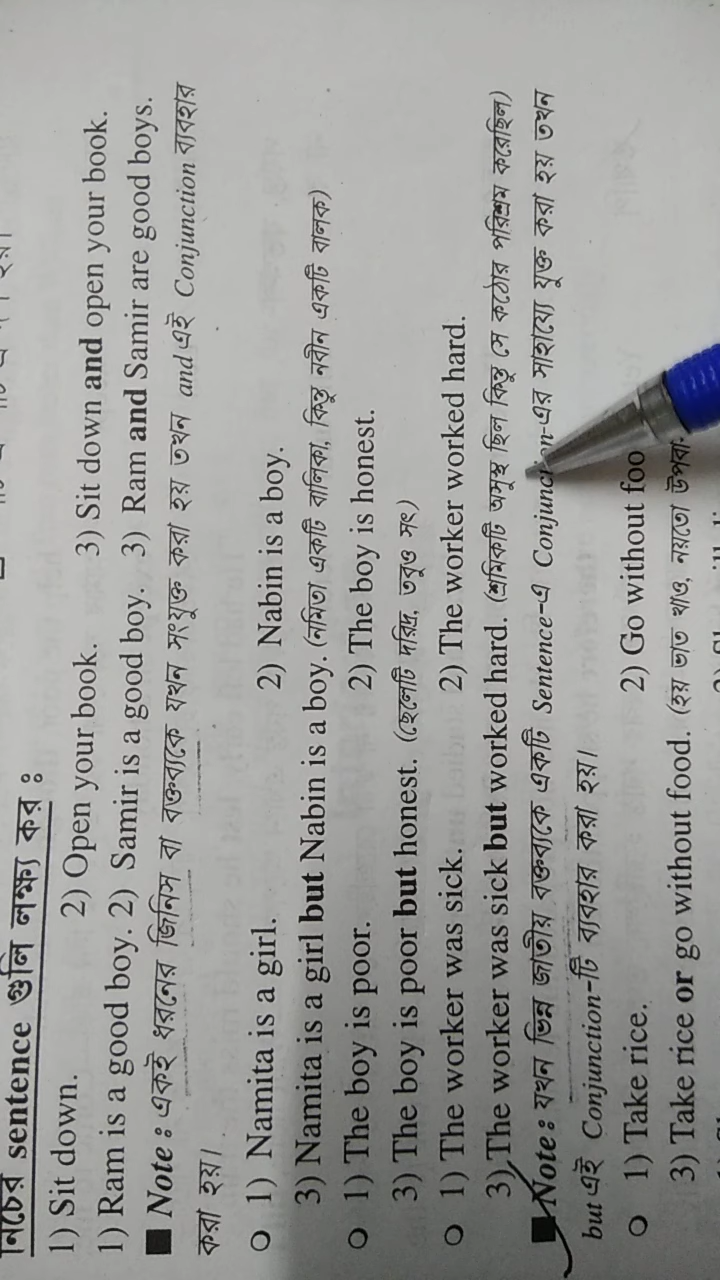 নিচের sentence গুলি লক্ষ্য কর :
1) Sit down. 2) Open your book. 3) Sit down and open your book.
1) Ram is a good boy. 2) Samir is a good boy. 3) Ram and Samir are good boys.
■ Note : একই ধরনের জিনিস বা বক্তব্যকে যখন সংযুক্ত করা হয় তখন and এই Conjunction ব্যবহার
করা হয়।
○ 1) Namita is a girl. 2) Nabin is a boy.
3) Namita is a girl but Nabin is a boy. (নমিতা একটি বালিকা, কিন্তু নবীন একটি বালক)
○ 1) The boy is poor. 2) The boy is honest.
3) The boy is poor but honest. (ছেলেটি দরিদ্র, তবুও সৎ)
○ 1) The worker was sick. 2) The worker worked hard.
3) The worker was sick but worked hard. (শ্রমিকটি অসুস্থ ছিল কিন্তু সে কঠোর পরিশ্রম করেছিল)
■ Note : যখন ভিন্ন জাতীয় বক্তব্যকে একটি Sentence-এ Conjunction-এর সাহায্যে যুক্ত করা হয় তখন
but এই Conjunction-টি ব্যবহার করা হয়।
○ 1) Take rice. 2) Go without foo
3) Take rice or go without food. (হয় ভাত খাও, নয়তো